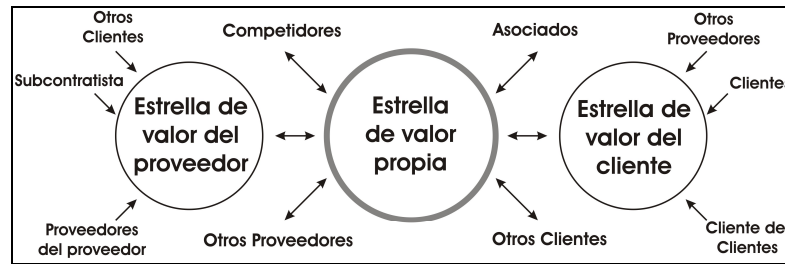 Otros
Clientes
Competidores
Asociados
Otros
Proveedores
Subcontratista
Clientes
Estrella de
valor del
proveedor
Estrella
de valor
propia
Estrella de
valor del
cliente
Proveedores
del proveedor
Otros Proveedores
Otros Clientes
Cliente de
Clientes